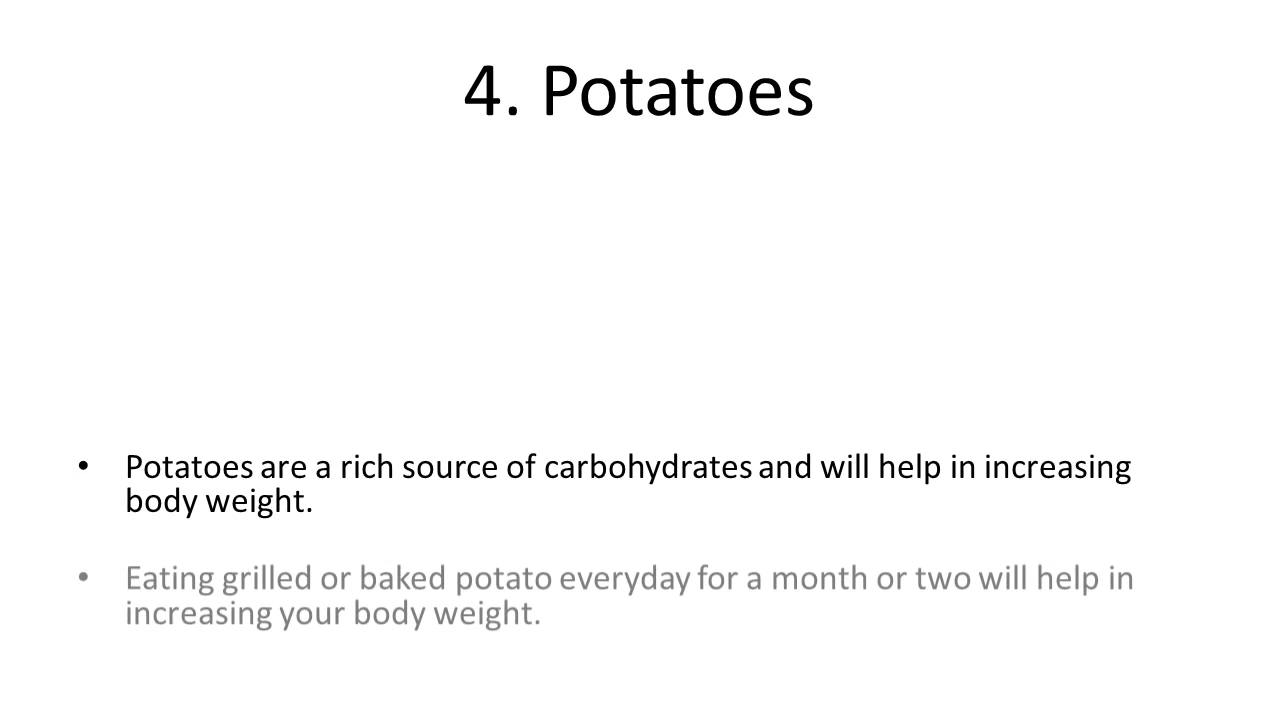 4. Potatoes
• Potatoes are a rich source of carbohydrates and will help in increasing
body weight.
• Eating grilled or baked potato everyday for a month or two will help in
increasing your body weight.